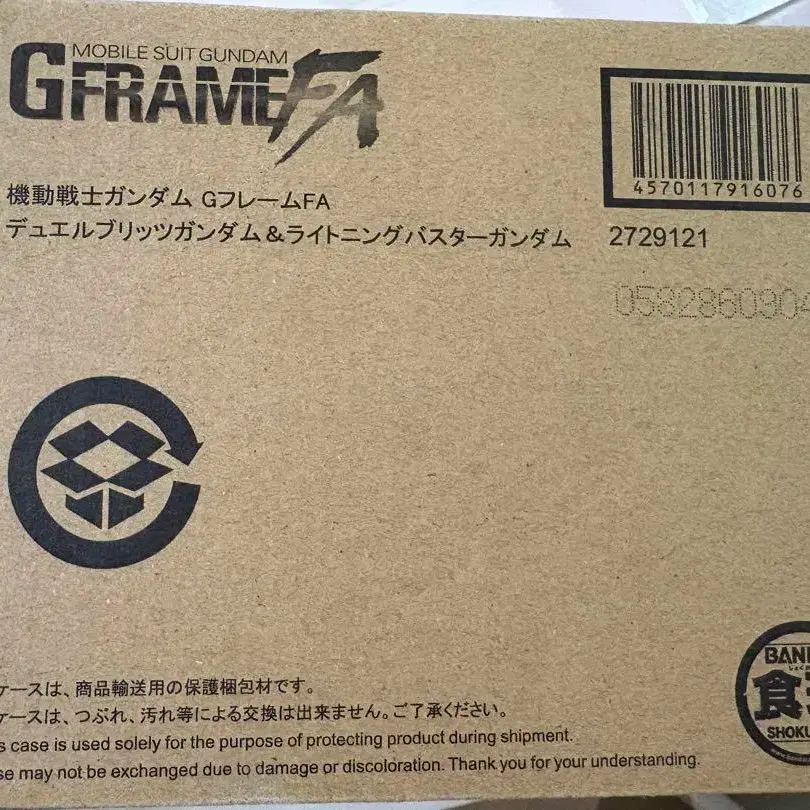 MOBILE SUIT GUNDAM
GFRAMEFA
4570117916076
機動戦士ガンダム GフレームFA
デュエルブリッツガンダム&ライトニングバスターガンダム 2729121
ケースは、商品輸送用の保護梱包材です。
ケースは、つぶれ、汚れ等による交換は出来ません。ご了承ください。
case is used solely for the purpose of protecting product during shipment.
may not be exchanged due to damage or discoloration. Thank you for your understanding.
食